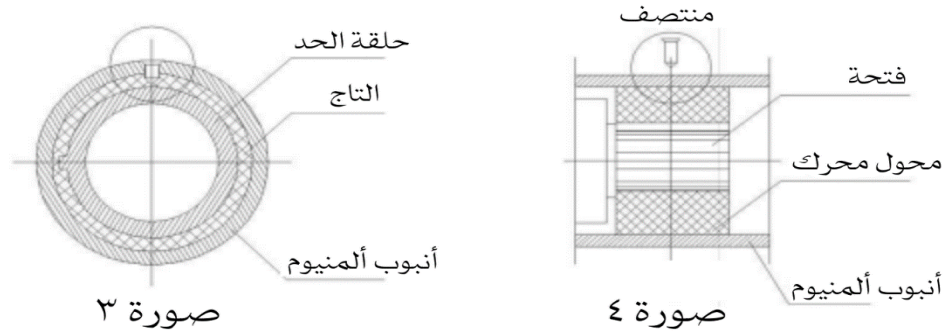 حلقة الحد
التاج
أنبوب ألمنيوم
صورة ٣
منتصف
فتحة
محول محرك
أنبوب ألمنيوم
صورة ٤